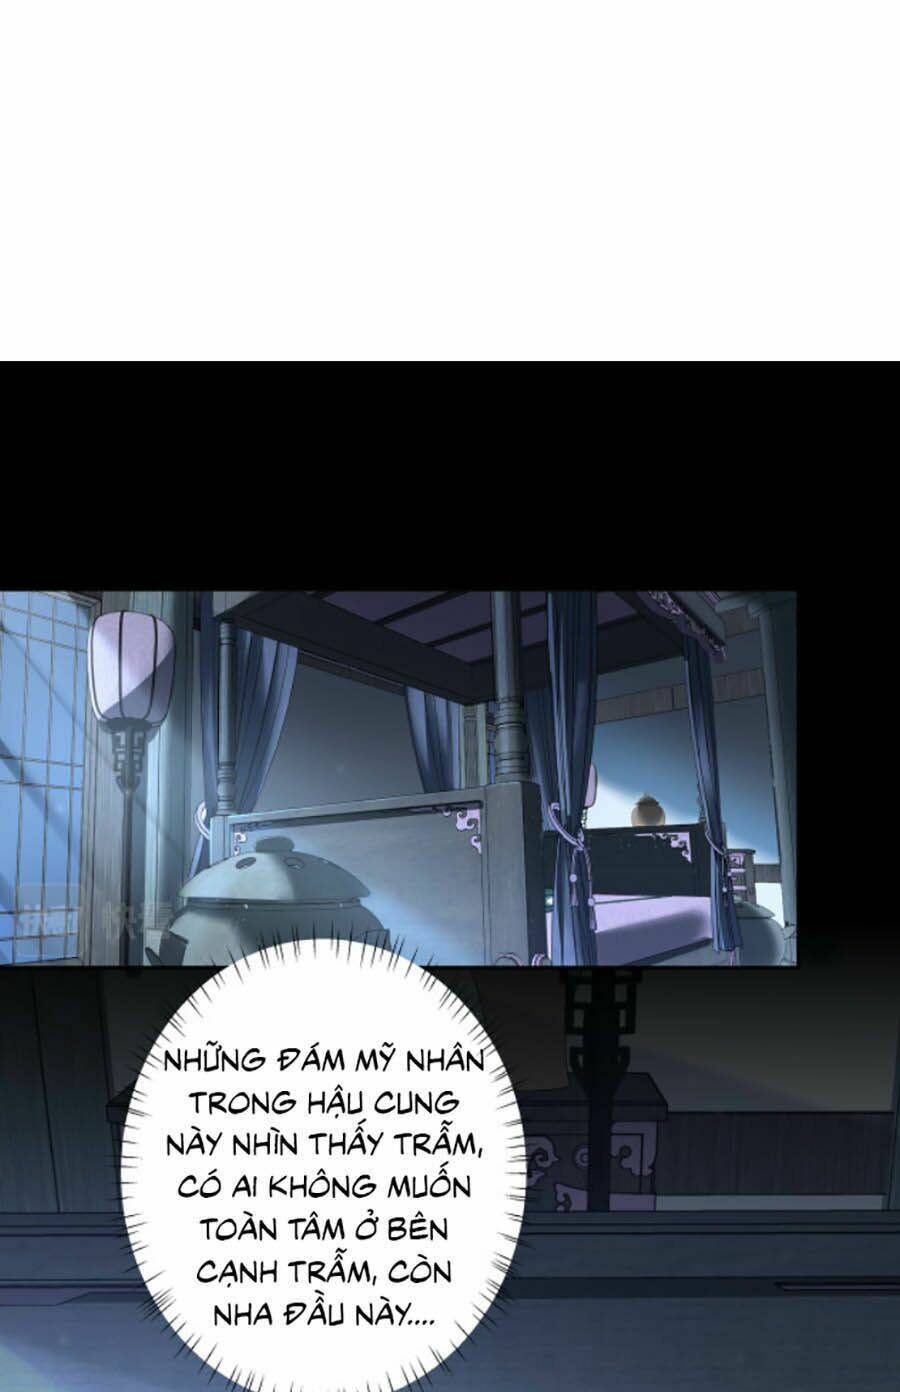 NHỮNG ĐÁM MỸ NHÂN
TRONG HẬU CUNG
NÀY NHÌN THẤY TRẪM,
CÓ AI KHÔNG MUỐN
TOÀN TÂM Ở BÊN
CẠNH TRẪM, CÒN
NHA ĐẦU NÀY....